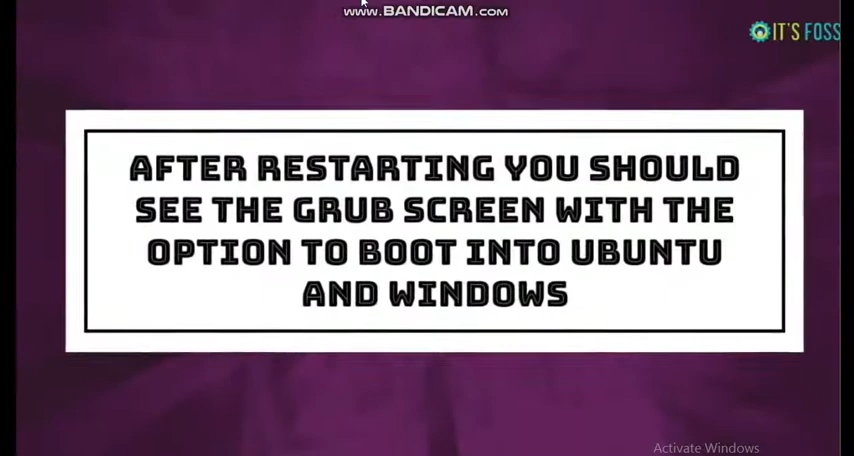 www.BANDICAM.com
IT'S FOSS
AFTER RESTARTING YOU SHOULD
SEE THE GRUB SCREEN WITH THE
OPTION TO BOOT INTO UBUNTU
AND WINDOWS
Activate Windows